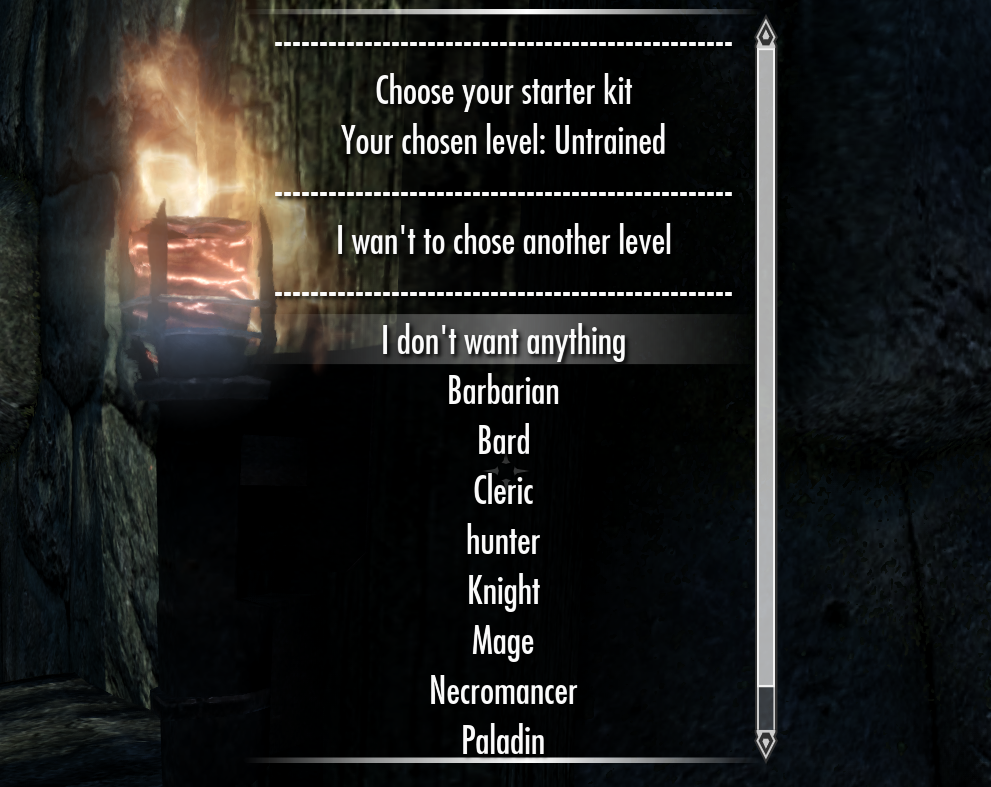 --------------------------------------------------
Choose your starter kit
Your chosen level: Untrained
--------------------------------------------------
I wan't to chose another level
--------------------------------------------------
I don't want anything
Barbarian
Bard
Cleric
hunter
Knight
Mage
Necromancer
Paladin